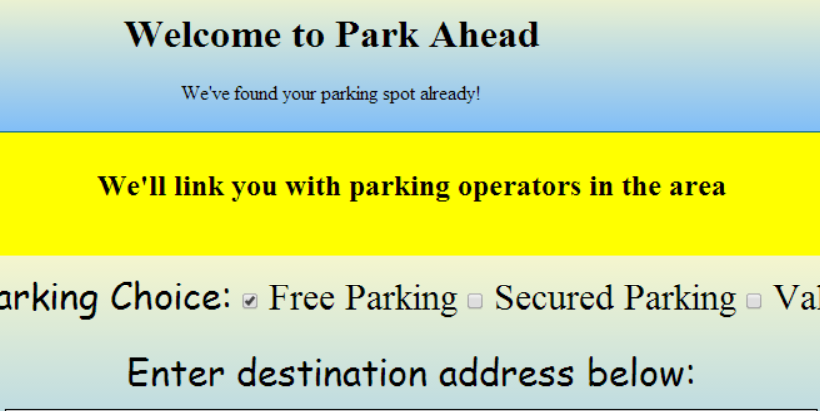 Welcome to Park Ahead
We've found your parking spot already!
We'll link you with parking operators in the area
arking Choice: Free Parking Secured Parking Val
Enter destination address below: